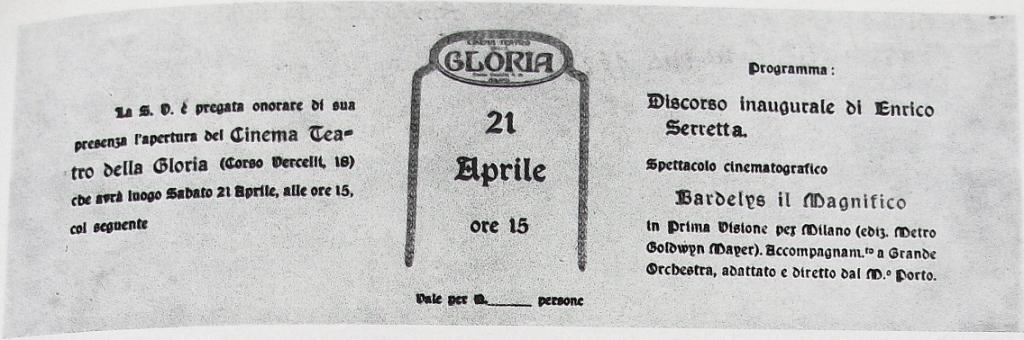 La S. V. è pregata onorare di sua
presenza l'apertura del Cinema Tea-
tro della Gloria (Corso Vercelli, 18)
che avrà luogo Sabato 21 Aprile, alle ore 15,
col seguente
CINEMA TEATRO
GLORIA
21
Aprile
ore 15
Vale per N.______ persone
Programma:
Discorso inaugurale di Enrico
Serretta.
Spettacolo cinematografico
Bardelys il Magnifico
in Prima Visione per Milano (ediz. Metro
Goldwyn Mayer). Accompagnam.to a Grande
Orchestra, adattato e diretto dal M.o Porto.